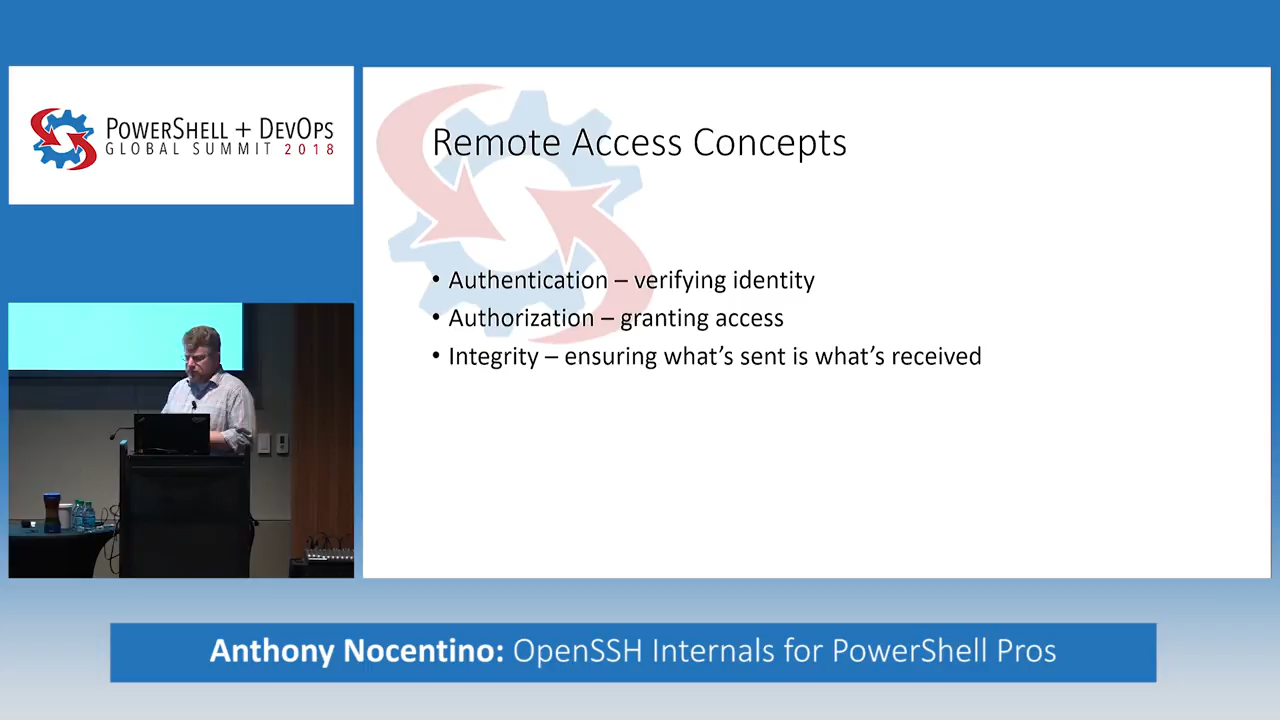 POWERSHELL + DEVOPS
GLOBAL SUMMIT 2018
Remote Access Concepts
• Authentication – verifying identity
• Authorization – granting access
• Integrity – ensuring what's sent is what's received
Anthony Nocentino: OpenSSH Internals for PowerShell Pros